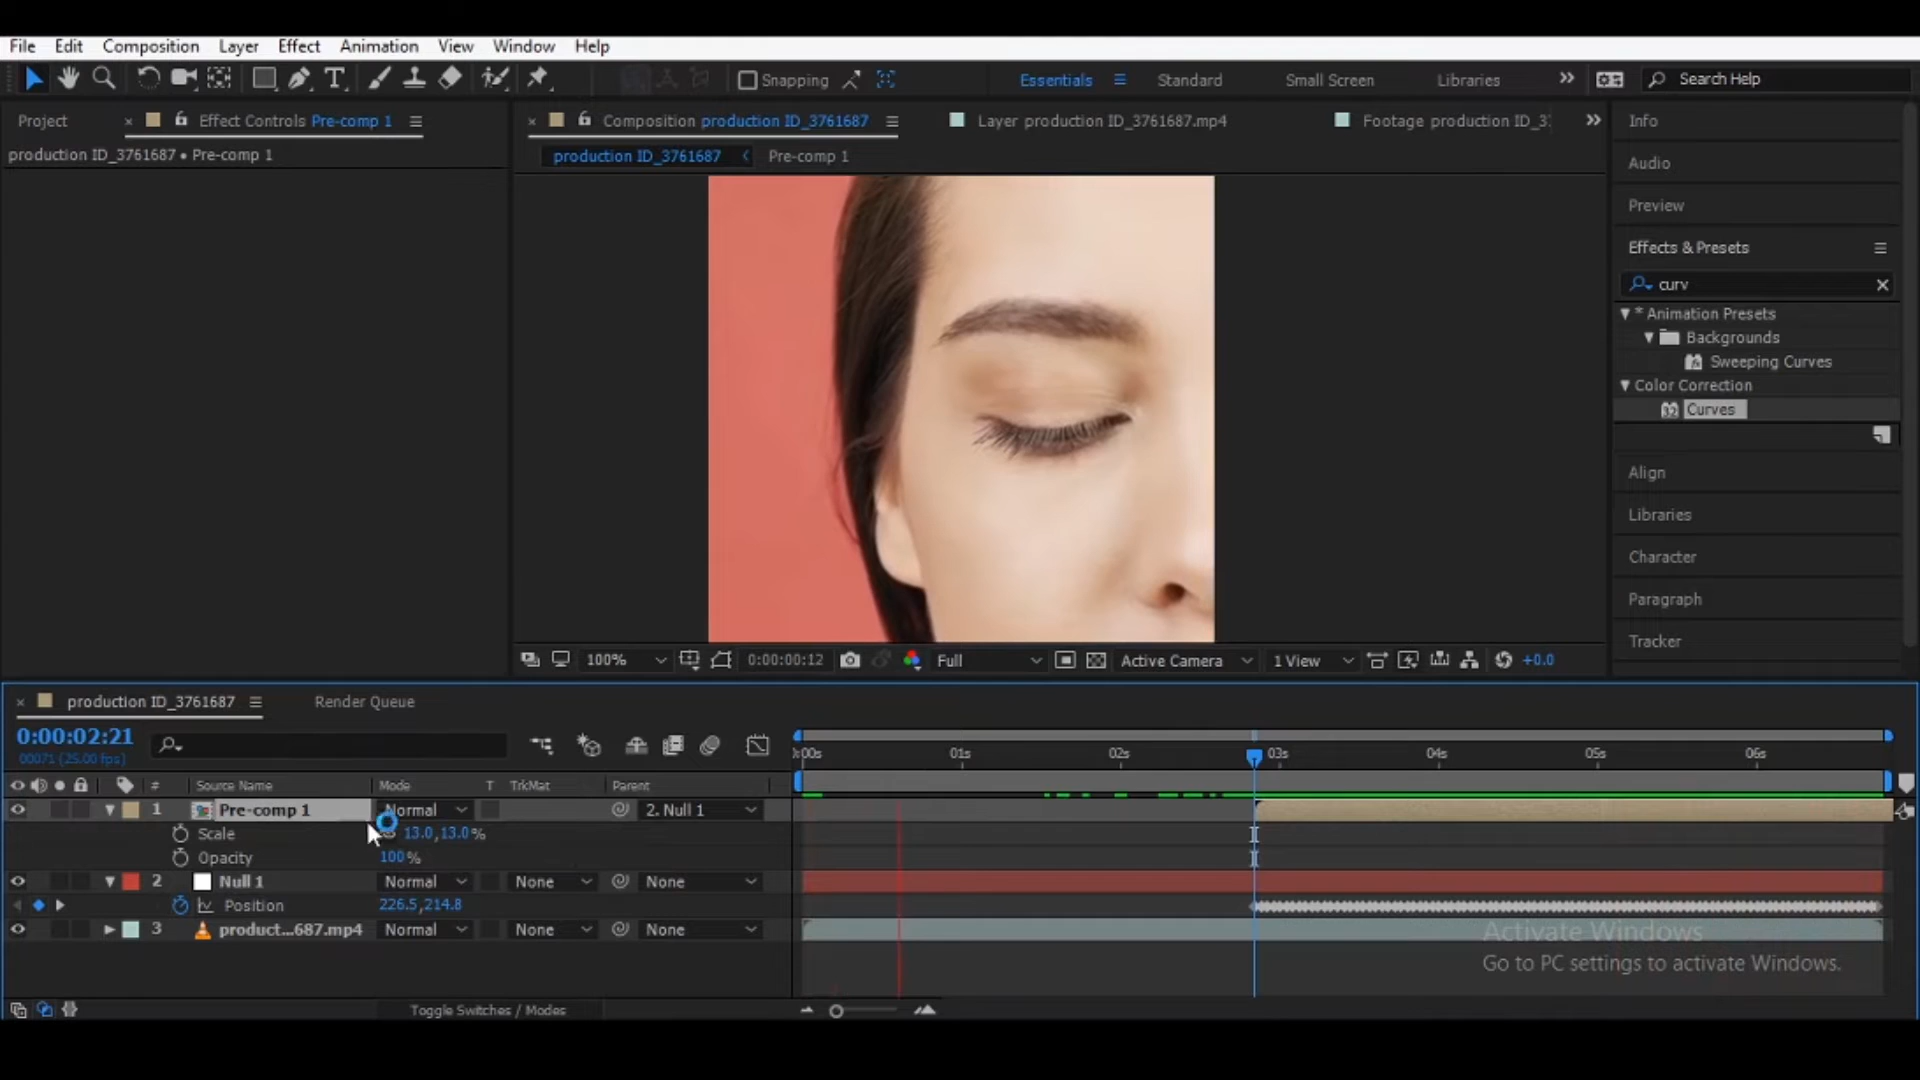 File Edit Composition Layer Effect Animation View Window Help
Snapping Essentials Standard Small Screen Libraries Search Help
Project Effect Controls Pre-comp 1 Composition production ID_3761687 Layer production ID_3761687.mp4 Footage production ID_3
production ID_3761687 • Pre-comp 1
production ID_3761687 Pre-comp 1
Info
Audio
Preview
Effects & Presets
curv
* Animation Presets
Backgrounds
Sweeping Curves
Color Correction
32 Curves
Align
Libraries
Character
Paragraph
Tracker
100% 0:00:00:12 Full Active Camera 1 View +0.0
production ID_3761687 Render Queue
0:00:02:21
00071 (25.00 fps)
:00s 01s 02s 03s 04s 05s 06s
# Source Name Mode T TrkMat Parent
1 Pre-comp 1 Normal 2. Null 1
Scale 13.0,13.0%
Opacity 100%
2 Null 1 Normal None None
Position 226.5,214.8
3 product...687.mp4 Normal None None
Activate Windows
Go to PC settings to activate Windows.
Toggle Switches / Modes